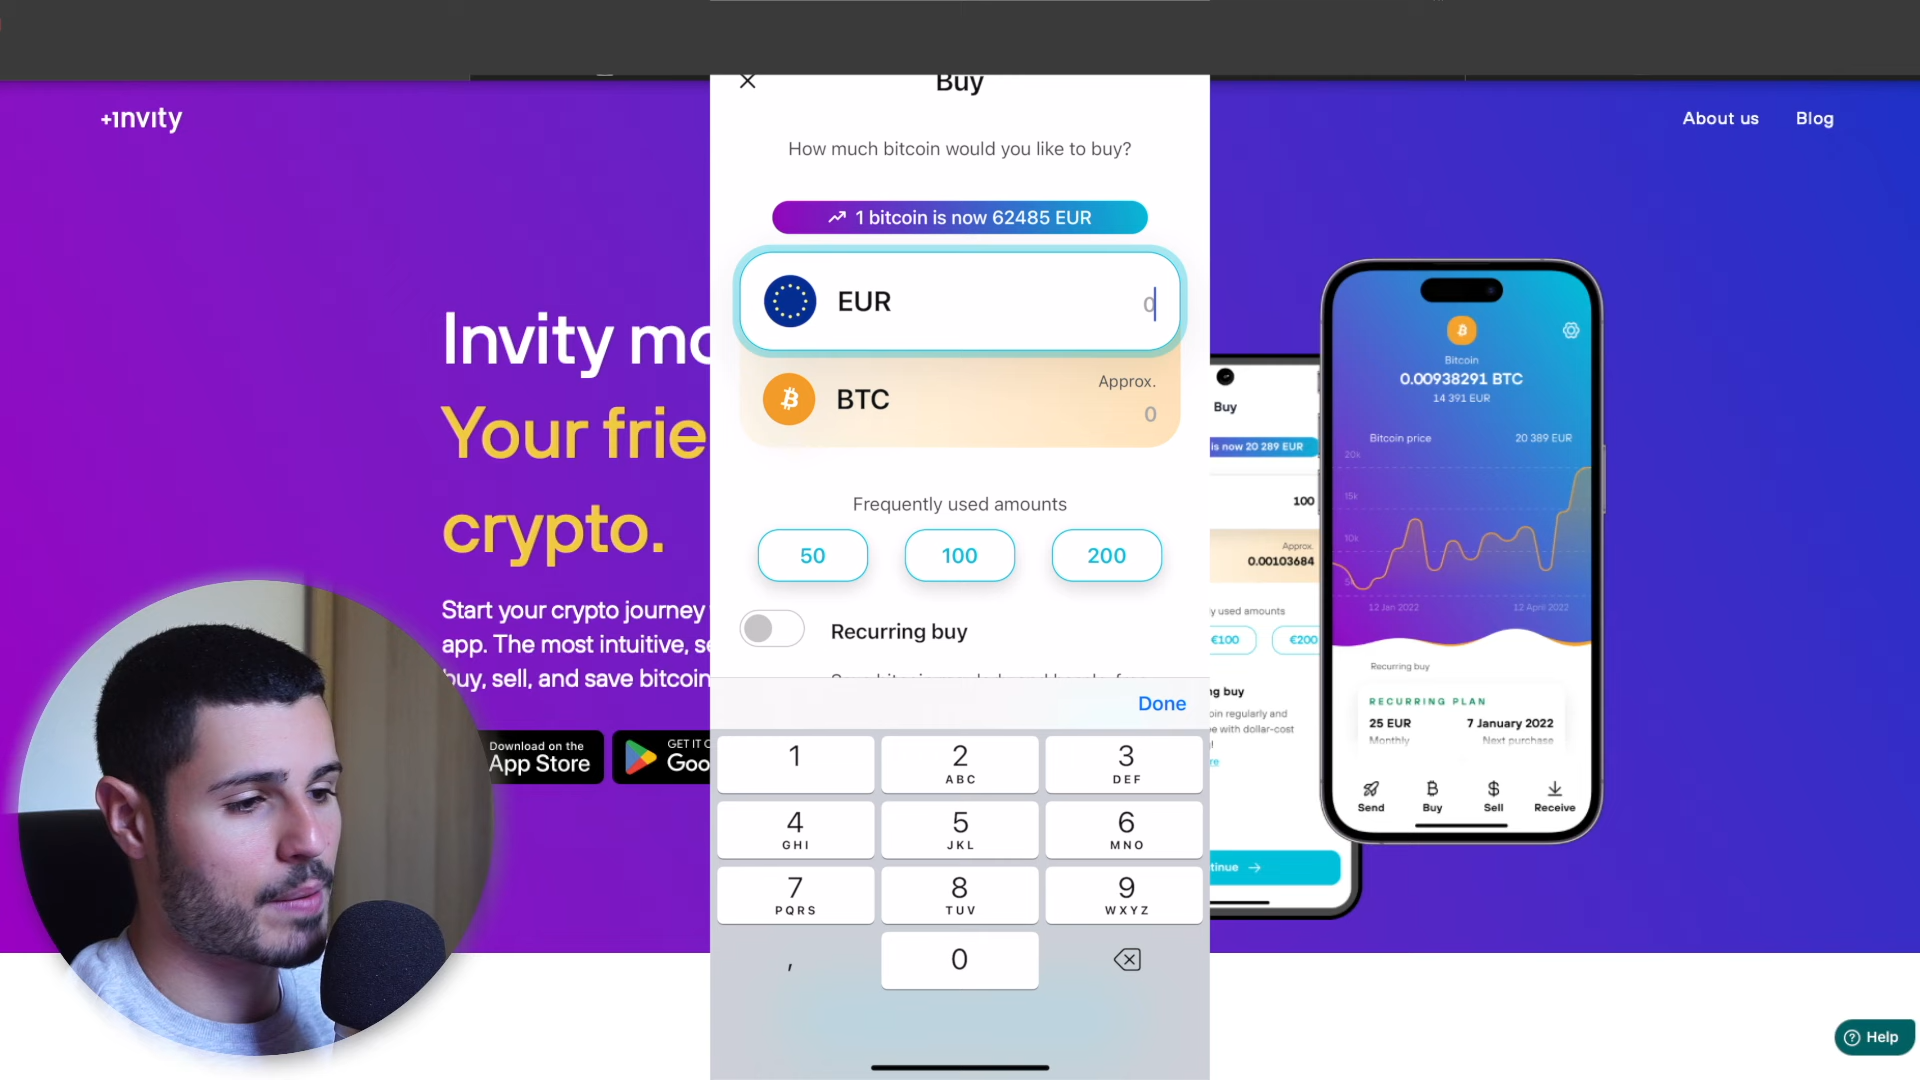 +invity
About us
Blog
Buy
How much bitcoin would you like to buy?
1 bitcoin is now 62485 EUR
EUR
0
BTC
Approx.
0
Frequently used amounts
50
100
200
Recurring buy
Done
1
2
ABC
3
DEF
4
GHI
5
JKL
6
MNO
7
PQRS
8
TUV
9
WXYZ
,
0
Invity mo
Your frie
crypto.
Start your crypto journey
app. The most intuitive, se
buy, sell, and save bitcoin
Download on the
App Store
GET IT O
Goo
Buy
is now 20 289 EUR
100
Approx.
0.00103684
ly used amounts
€100
€200
ng buy
oin regularly and
e with dollar-cost
tinue
Bitcoin
0.00938291 BTC
14 391 EUR
Bitcoin price
20 389 EUR
20k
15k
10k
12 Jan 2022
12 April 2022
Recurring buy
RECURRING PLAN
25 EUR
7 January 2022
Monthly
Next purchase
Send
Buy
Sell
Receive
Help